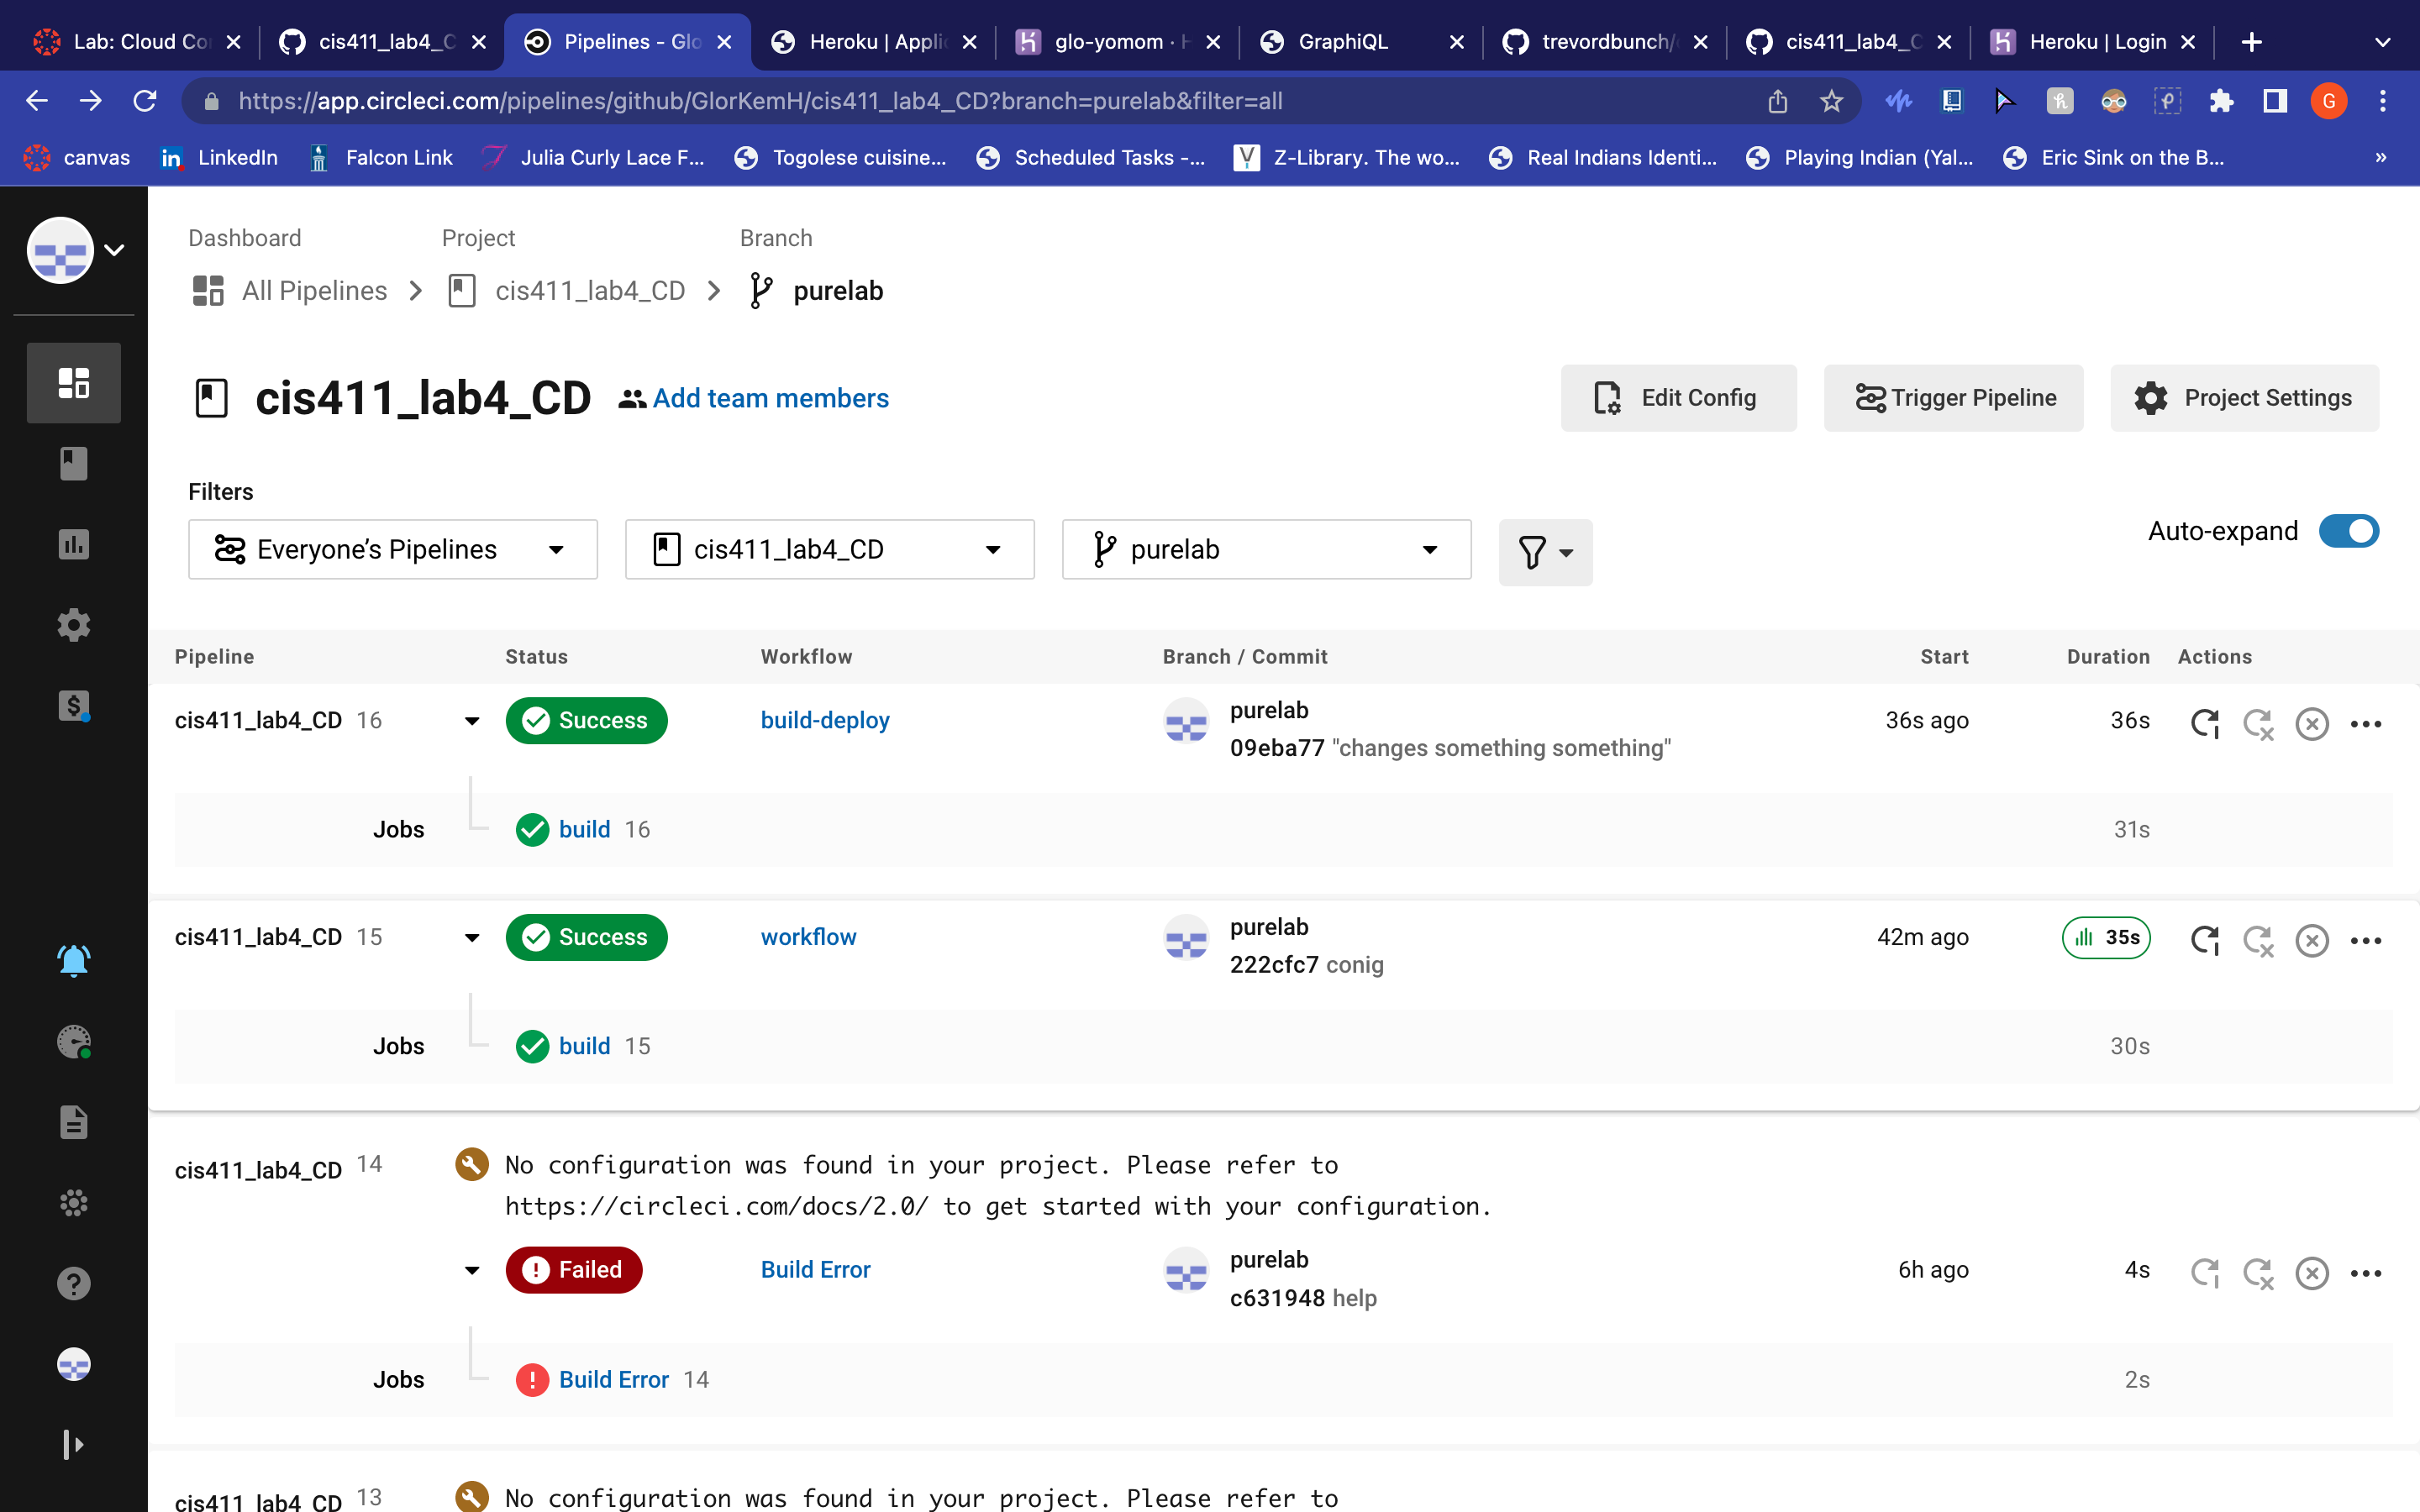 Lab: Cloud Co
cis411_lab4_C
Pipelines - Glo
Heroku | Applic
glo-yomom · H
GraphiQL
trevordbunch/
cis411_lab4_C
Heroku | Login
https://app.circleci.com/pipelines/github/GlorKemH/cis411_lab4_CD?branch=purelab&filter=all
G
canvas
LinkedIn
Falcon Link
Julia Curly Lace F...
Togolese cuisine...
Scheduled Tasks -...
Z-Library. The wo...
Real Indians Identi...
Playing Indian (Yal...
Eric Sink on the B...
»
Dashboard
Project
Branch
All Pipelines
cis411_lab4_CD
purelab
cis411_lab4_CD
Add team members
Edit Config
Trigger Pipeline
Project Settings
Filters
Everyone’s Pipelines
cis411_lab4_CD
purelab
Auto-expand
Pipeline
Status
Workflow
Branch / Commit
Start
Duration
Actions
cis411_lab4_CD 16
Success
build-deploy
purelab
09eba77 "changes something something"
36s ago
36s
Jobs
build 16
31s
cis411_lab4_CD 15
Success
workflow
purelab
222cfc7 conig
42m ago
35s
Jobs
build 15
30s
cis411_lab4_CD 14
No configuration was found in your project. Please refer to
https://circleci.com/docs/2.0/ to get started with your configuration.
Failed
Build Error
purelab
c631948 help
6h ago
4s
Jobs
Build Error 14
2s
cis411_lab4_CD 13
No configuration was found in your project. Please refer to